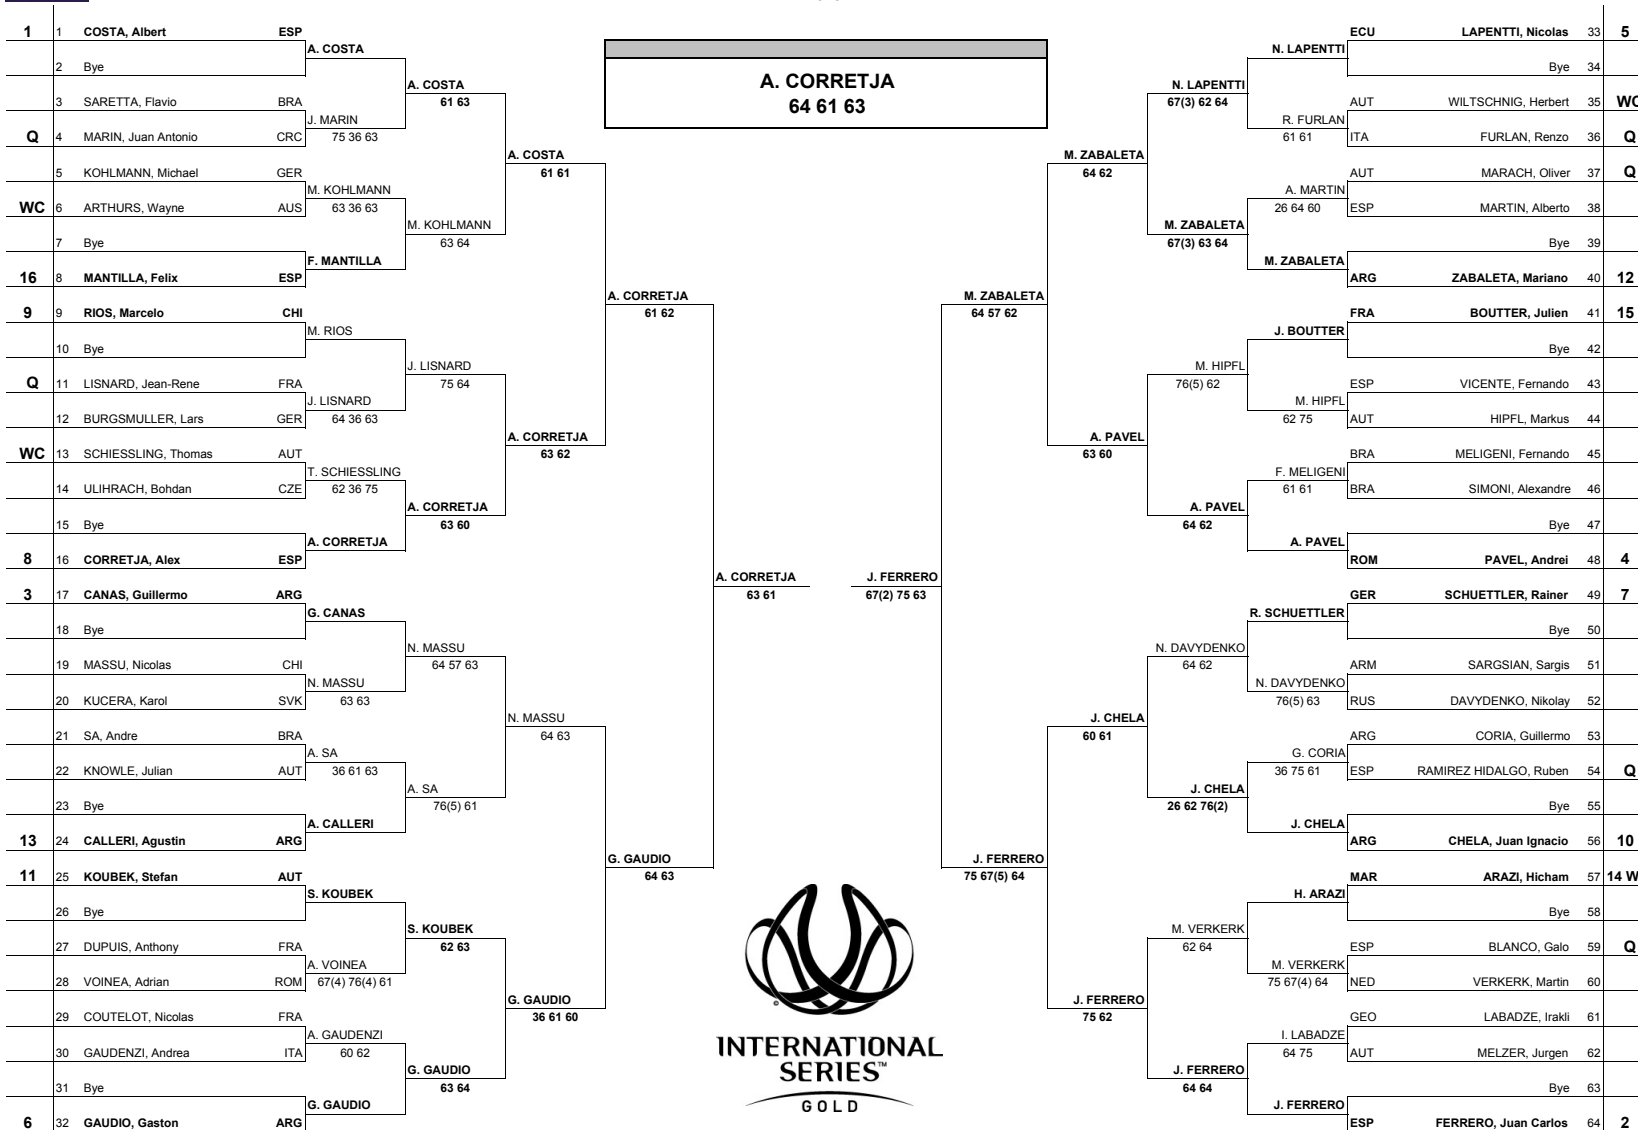 1 1 COSTA, Albert ESP
A. COSTA
2 Bye
A. COSTA
61 63
3 SARETTA, Flavio BRA
J. MARIN
75 36 63
Q 4 MARIN, Juan Antonio CRC
A. COSTA
61 61
5 KOHLMANN, Michael GER
M. KOHLMANN
63 36 63
WC 6 ARTHURS, Wayne AUS
M. KOHLMANN
63 64
7 Bye
F. MANTILLA
16 8 MANTILLA, Felix ESP
A. CORRETJA
61 62
9 9 RIOS, Marcelo CHI
M. RIOS
10 Bye
J. LISNARD
75 64
Q 11 LISNARD, Jean-Rene FRA
J. LISNARD
64 36 63
12 BURGSMULLER, Lars GER
A. CORRETJA
63 62
WC 13 SCHIESSLING, Thomas AUT
T. SCHIESSLING
62 36 75
14 ULIHRACH, Bohdan CZE
A. CORRETJA
63 60
15 Bye
A. CORRETJA
8 16 CORRETJA, Alex ESP
A. CORRETJA
63 61
3 17 CANAS, Guillermo ARG
G. CANAS
18 Bye
N. MASSU
64 57 63
19 MASSU, Nicolas CHI
N. MASSU
63 63
20 KUCERA, Karol SVK
N. MASSU
64 63
21 SA, Andre BRA
A. SA
36 61 63
22 KNOWLE, Julian AUT
A. SA
76(5) 61
23 Bye
A. CALLERI
13 24 CALLERI, Agustin ARG
G. GAUDIO
64 63
11 25 KOUBEK, Stefan AUT
S. KOUBEK
26 Bye
S. KOUBEK
62 63
27 DUPUIS, Anthony FRA
A. VOINEA
67(4) 76(4) 61
28 VOINEA, Adrian ROM
G. GAUDIO
36 61 60
29 COUTELOT, Nicolas FRA
A. GAUDENZI
60 62
30 GAUDENZI, Andrea ITA
G. GAUDIO
63 64
31 Bye
G. GAUDIO
6 32 GAUDIO, Gaston ARG
A. CORRETJA
64 61 63
ECU LAPENTTI, Nicolas 33 5
N. LAPENTTI
Bye 34
N. LAPENTTI
67(3) 62 64
AUT WILTSCHNIG, Herbert 35 WC
R. FURLAN
61 61
ITA FURLAN, Renzo 36 Q
M. ZABALETA
64 62
AUT MARACH, Oliver 37 Q
A. MARTIN
26 64 60
ESP MARTIN, Alberto 38
M. ZABALETA
67(3) 63 64
Bye 39
M. ZABALETA
ARG ZABALETA, Mariano 40 12
M. ZABALETA
64 57 62
FRA BOUTTER, Julien 41 15
J. BOUTTER
Bye 42
M. HIPFL
76(5) 62
ESP VICENTE, Fernando 43
M. HIPFL
62 75
AUT HIPFL, Markus 44
A. PAVEL
63 60
BRA MELIGENI, Fernando 45
F. MELIGENI
61 61
BRA SIMONI, Alexandre 46
A. PAVEL
64 62
Bye 47
A. PAVEL
ROM PAVEL, Andrei 48 4
J. FERRERO
67(2) 75 63
GER SCHUETTLER, Rainer 49 7
R. SCHUETTLER
Bye 50
N. DAVYDENKO
64 62
ARM SARGSIAN, Sargis 51
N. DAVYDENKO
76(5) 63
RUS DAVYDENKO, Nikolay 52
J. CHELA
60 61
ARG CORIA, Guillermo 53
G. CORIA
36 75 61
ESP RAMIREZ HIDALGO, Ruben 54 Q
J. CHELA
26 62 76(2)
Bye 55
J. CHELA
ARG CHELA, Juan Ignacio 56 10
J. FERRERO
75 67(5) 64
MAR ARAZI, Hicham 57 14 W
H. ARAZI
Bye 58
M. VERKERK
62 64
ESP BLANCO, Galo 59 Q
M. VERKERK
75 67(4) 64
NED VERKERK, Martin 60
J. FERRERO
75 62
GEO LABADZE, Irakli 61
I. LABADZE
64 75
AUT MELZER, Jurgen 62
J. FERRERO
64 64
Bye 63
J. FERRERO
ESP FERRERO, Juan Carlos 64 2
INTERNATIONAL
SERIES™
GOLD